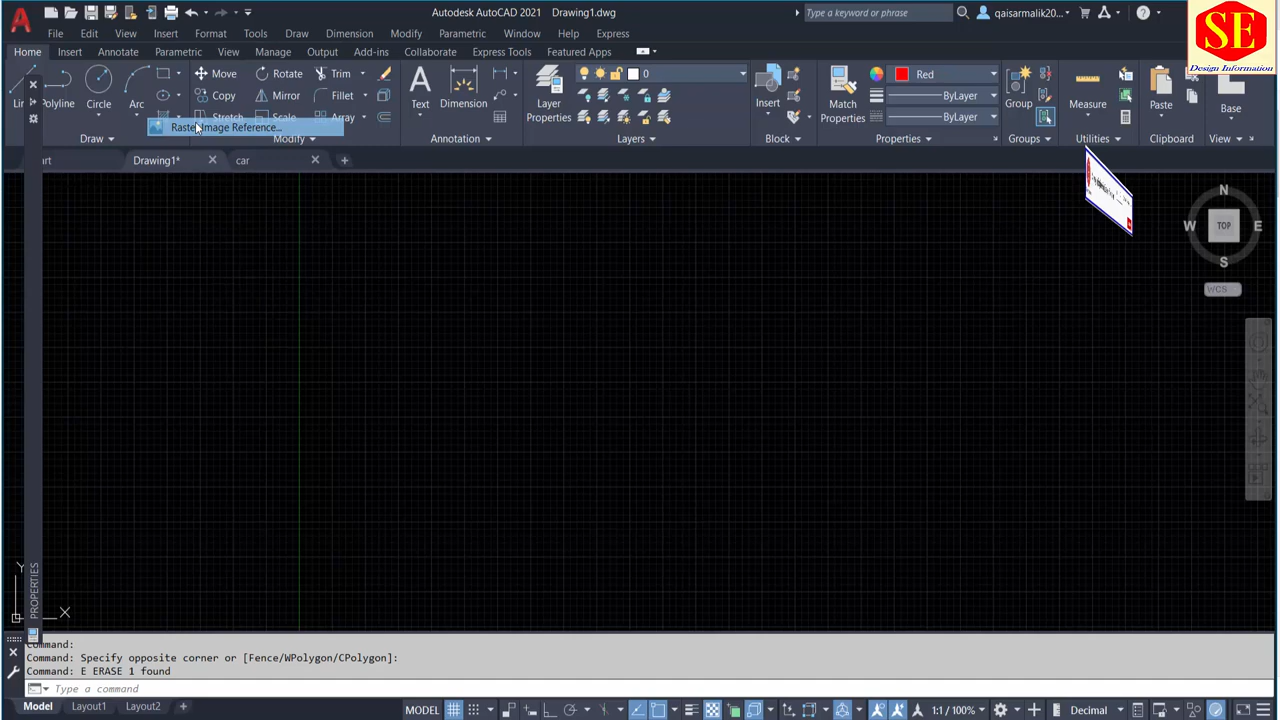 Autodesk AutoCAD 2021 Drawing1.dwg
Type a keyword or phrase
qaisarmalik20...
SE
Design Information
File Edit View Insert Format Tools Draw Dimension Modify Parametric Window Help Express
Home Insert Annotate Parametric View Manage Output Add-ins Collaborate Express Tools Featured Apps
Polyline Circle Arc
Move Rotate Trim
Copy Mirror Fillet
Stretch Scale Array
Raster Image Reference...
Text Dimension
Layer
Properties
0
Insert
Match
Properties
Red
ByLayer
ByLayer
Group
Measure
Paste
Base
Draw Modify Annotation Layers Block Properties Groups Utilities Clipboard View
Drawing1* car
N
W TOP E
S
WCS
Y
X
PROPERTIES
Command:
Command: Specify opposite corner or [Fence/WPolygon/CPolygon]:
Command: E ERASE 1 found
Type a command
Model Layout1 Layout2
MODEL 1:1 / 100% Decimal